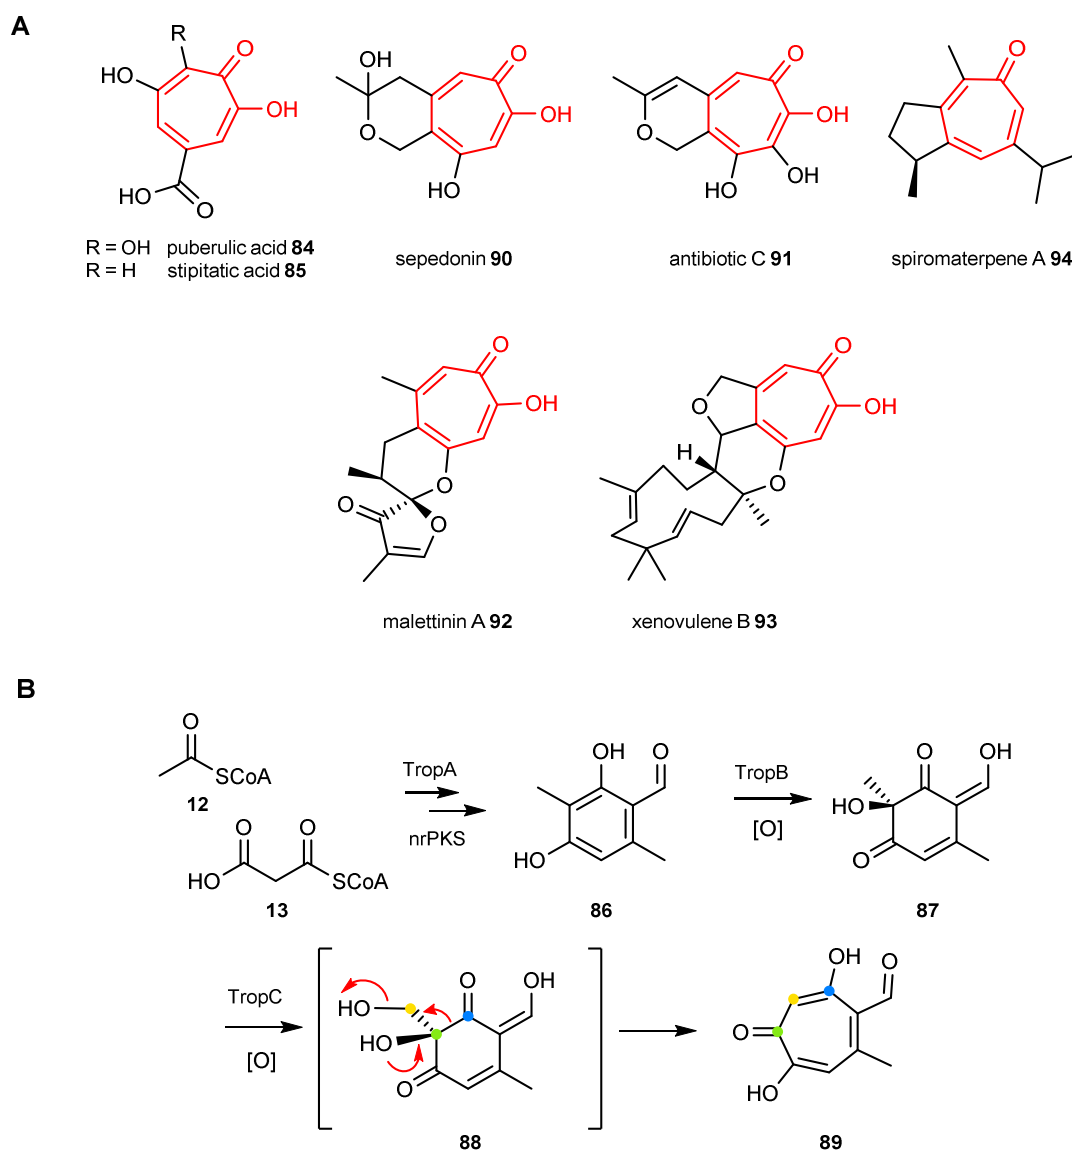 A
R
HO
O
OH
HO
O
OH
O
O
OH
HO
O
O
OH
HO
OH
O
R = OH puberulic acid 84
R = H stipitatic acid 85
sepedonin 90
antibiotic C 91
spiromaterpene A 94
O
OH
O
O
O
O
OH
O
H
O
malettinin A 92
xenovulene B 93
B
O
SCoA
12
O
O
HO
SCoA
13
TropA
nrPKS
OH
O
HO
86
TropB
[O]
O
OH
HO
O
87
TropC
[O]
HO
O
OH
HO
O
88
OH
O
O
HO
89